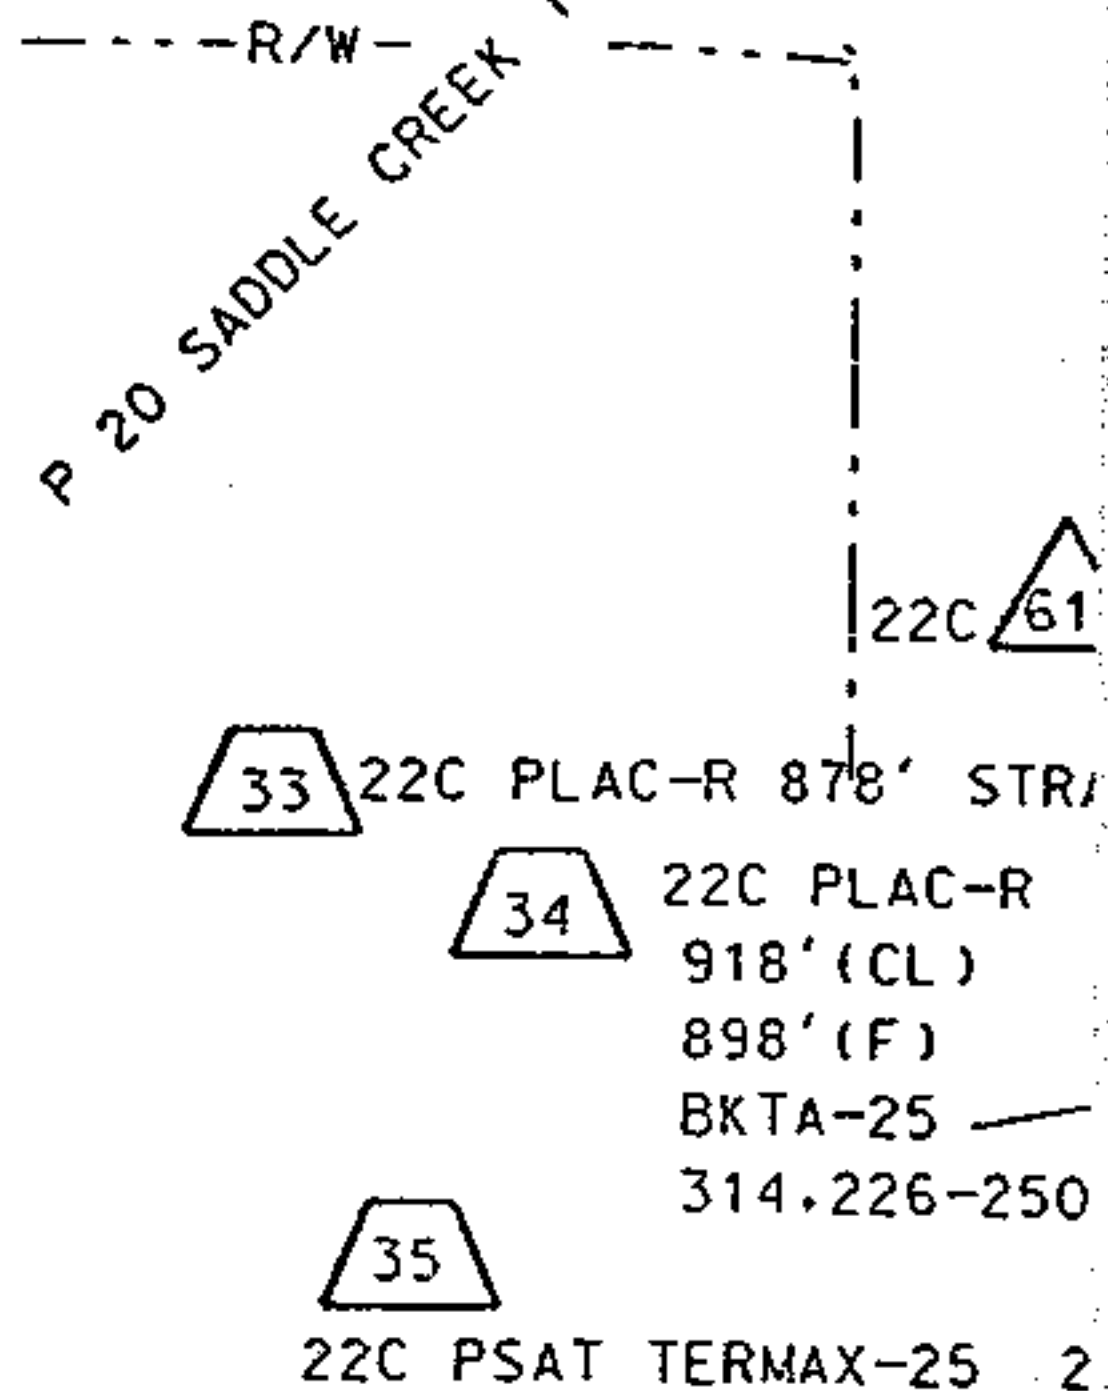 R/W
P 20 SADDLE CREEK
22C 61
33 22C PLAC-R 878' STR
34 22C PLAC-R
918'(CL)
898'(F)
BKTA-25
314.226-250
35
22C PSAT TERMAX-25 2